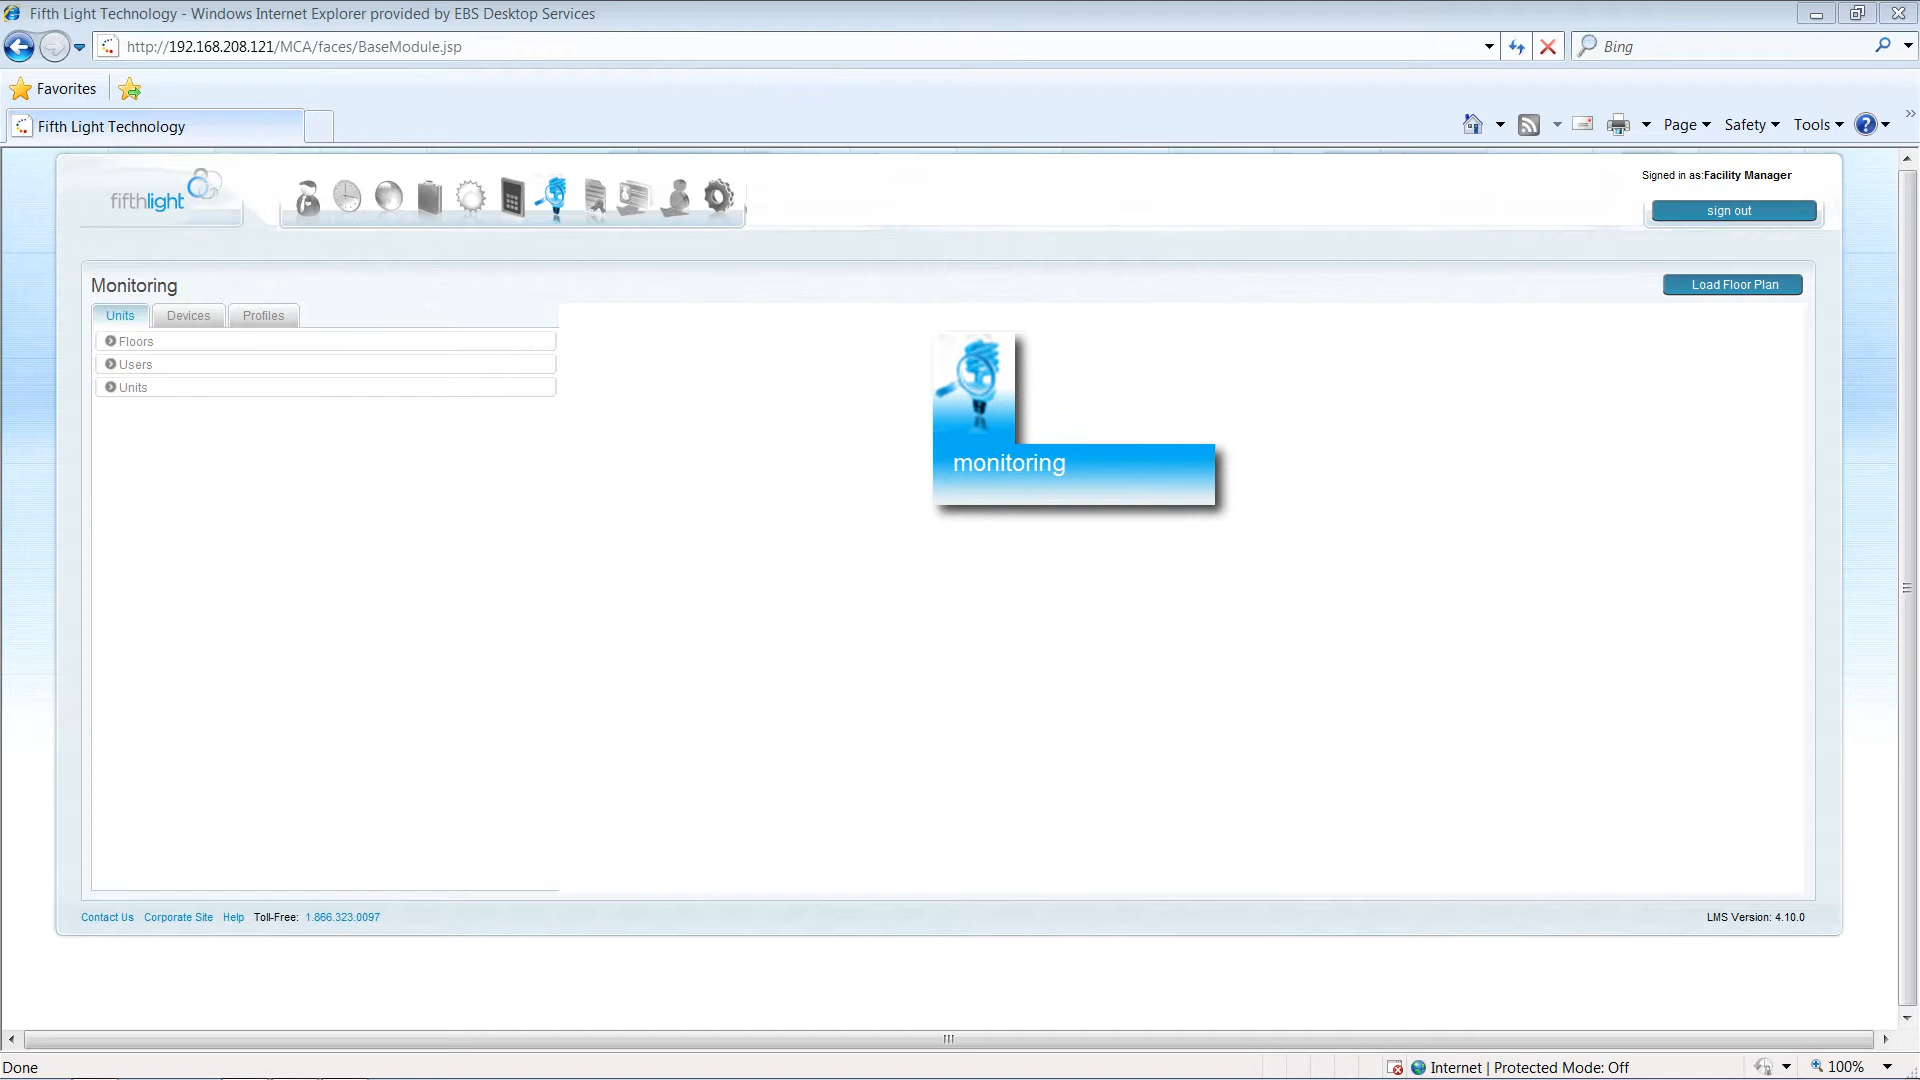 Fifth Light Technology - Windows Internet Explorer provided by EBS Desktop Services
http://192.168.208.121/MCA/faces/BaseModule.jsp
Bing
Favorites
Fifth Light Technology
Page
Safety
Tools
fifthlight
Signed in as:Facility Manager
sign out
Monitoring
Load Floor Plan
Units
Devices
Profiles
Floors
Users
Units
monitoring
Contact Us Corporate Site Help Toll-Free: 1.866.323.0097
LMS Version: 4.10.0
Done
Internet | Protected Mode: Off
100%